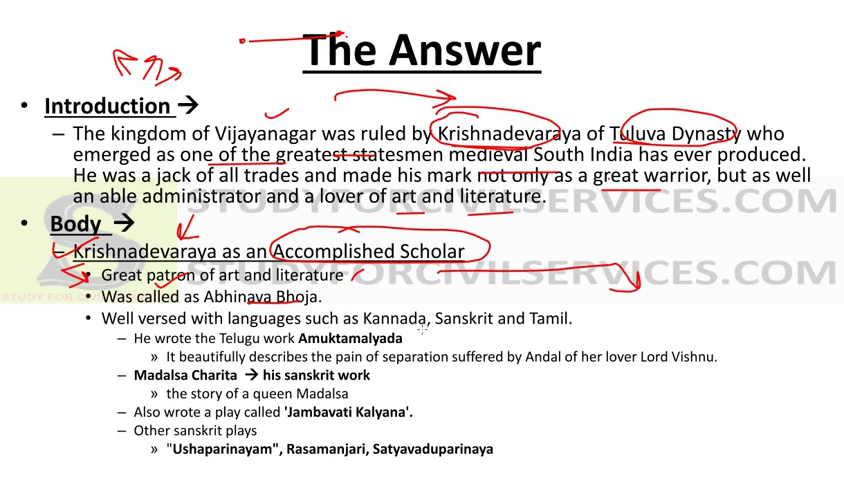 The Answer
• Introduction →
– The kingdom of Vijayanagar was ruled by Krishnadevaraya of Tuluva Dynasty who
emerged as one of the greatest statesmen medieval South India has ever produced.
He was a jack of all trades and made his mark not only as a great warrior, but as well
an able administrator and a lover of art and literature.
STUDYFORCIVILSERVICES.COM
• Body →
– Krishnadevaraya as an Accomplished Scholar
• Great patron of art and literature
STUDYFORCIVILSERVICES.COM
• Was called as Abhinava Bhoja.
• Well versed with languages such as Kannada, Sanskrit and Tamil.
– He wrote the Telugu work Amuktamalyada
» It beautifully describes the pain of separation suffered by Andal of her lover Lord Vishnu.
– Madalsa Charita → his sanskrit work
» the story of a queen Madalsa
– Also wrote a play called 'Jambavati Kalyana'.
– Other sanskrit plays
» "Ushaparinayam", Rasamanjari, Satyavaduparinaya